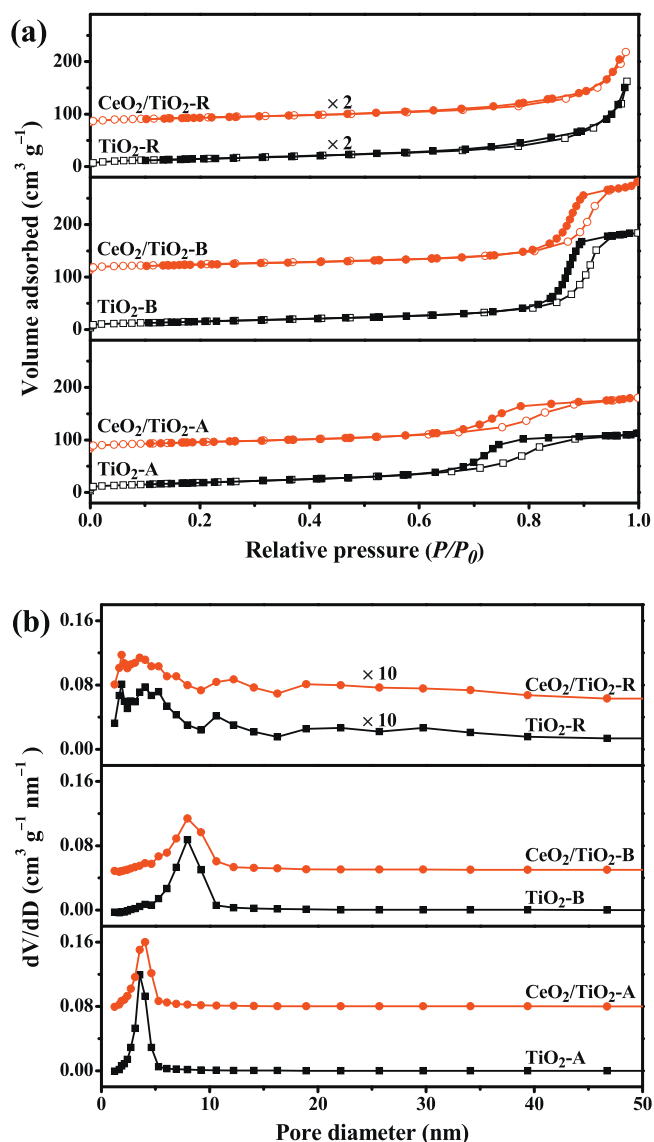 (a)
200
100
0
CeO₂/TiO₂-R
× 2
TiO₂-R
× 2
200
100
0
CeO₂/TiO₂-B
TiO₂-B
200
100
0
CeO₂/TiO₂-A
TiO₂-A
Volume adsorbed (cm³ g⁻¹)
0.0 0.2 0.4 0.6 0.8 1.0
Relative pressure (P/P₀)
(b)
0.16
0.08
0.00
× 10
CeO₂/TiO₂-R
× 10
TiO₂-R
0.16
0.08
0.00
CeO₂/TiO₂-B
TiO₂-B
0.16
0.08
0.00
CeO₂/TiO₂-A
TiO₂-A
dV/dD (cm³ g⁻¹ nm⁻¹)
0 10 20 30 40 50
Pore diameter (nm)